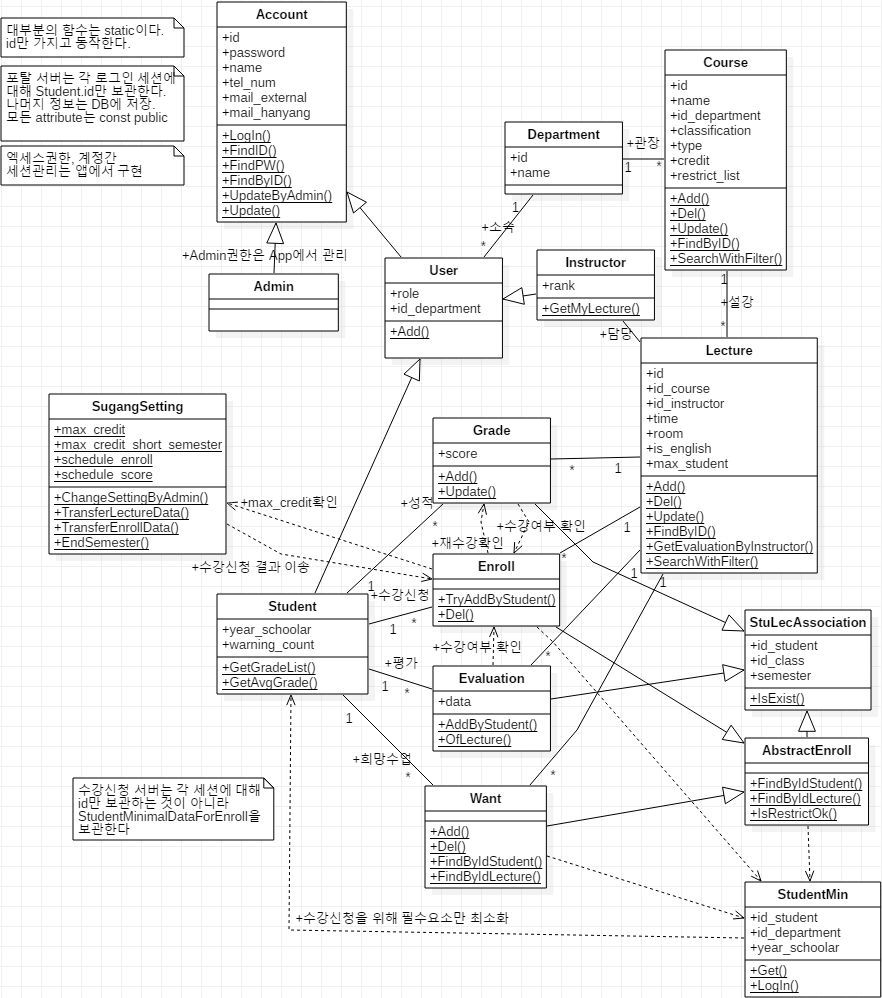 대부분의 함수는 static이다.
id만 가지고 동작한다.
포탈 서버는 각 로그인 세션에
대해 Student.id만 보관한다.
나머지 정보는 DB에 저장.
모든 attribute는 const public
엑세스권한, 계정간
세션관리는 앱에서 구현
Account
+id
+password
+name
+tel_num
+mail_external
+mail_hanyang
+LogIn()
+FindID()
+FindPW()
+FindByID()
+UpdateByAdmin()
+Update()
+Admin권한은 App에서 관리
Admin
Department
+id
+name
+관장
1
*
Course
+id
+name
+id_department
+classification
+type
+credit
+restrict_list
+Add()
+Del()
+Update()
+FindByID()
+SearchWithFilter()
1
+소속
*
User
+role
+id_department
+Add()
Instructor
+rank
+GetMyLecture()
+담당
1
+설강
*
Lecture
+id
+id_course
+id_instructor
+time
+room
+is_english
+max_student
+Add()
+Del()
+Update()
+FindByID()
+GetEvaluationByInstructor()
+SearchWithFilter()
SugangSetting
+max_credit
+max_credit_short_semester
+schedule_enroll
+schedule_score
+ChangeSettingByAdmin()
+TransferLectureData()
+TransferEnrollData()
+EndSemester()
+max_credit확인
+수강신청 결과 이송
Grade
+score
+Add()
+Update()
*
1
+성적
*
1
+재수강확인
+수강여부 확인
Enroll
+TryAddByStudent()
+Del()
1
*
+수강신청
1
*
Student
+year_schoolar
+warning_count
+GetGradeList()
+GetAvgGrade()
+수강여부 확인
+평가
1
*
Evaluation
+data
+AddByStudent()
+OfLecture()
1
*
StuLecAssociation
+id_student
+id_class
+semester
+IsExist()
AbstractEnroll
+FindByIdStudent()
+FindByIdLecture()
+IsRestrictOk()
1
+희망수업
*
Want
+Add()
+Del()
+FindByIdStudent()
+FindByIdLecture()
1
*
수강신청 서버는 각 세션에 대해
id만 보관하는 것이 아니라
StudentMinimalDataForEnroll을
보관한다
+수강신청을 위해 필수요소만 최소화
StudentMin
+id_student
+id_department
+year_schoolar
+Get()
+LogIn()